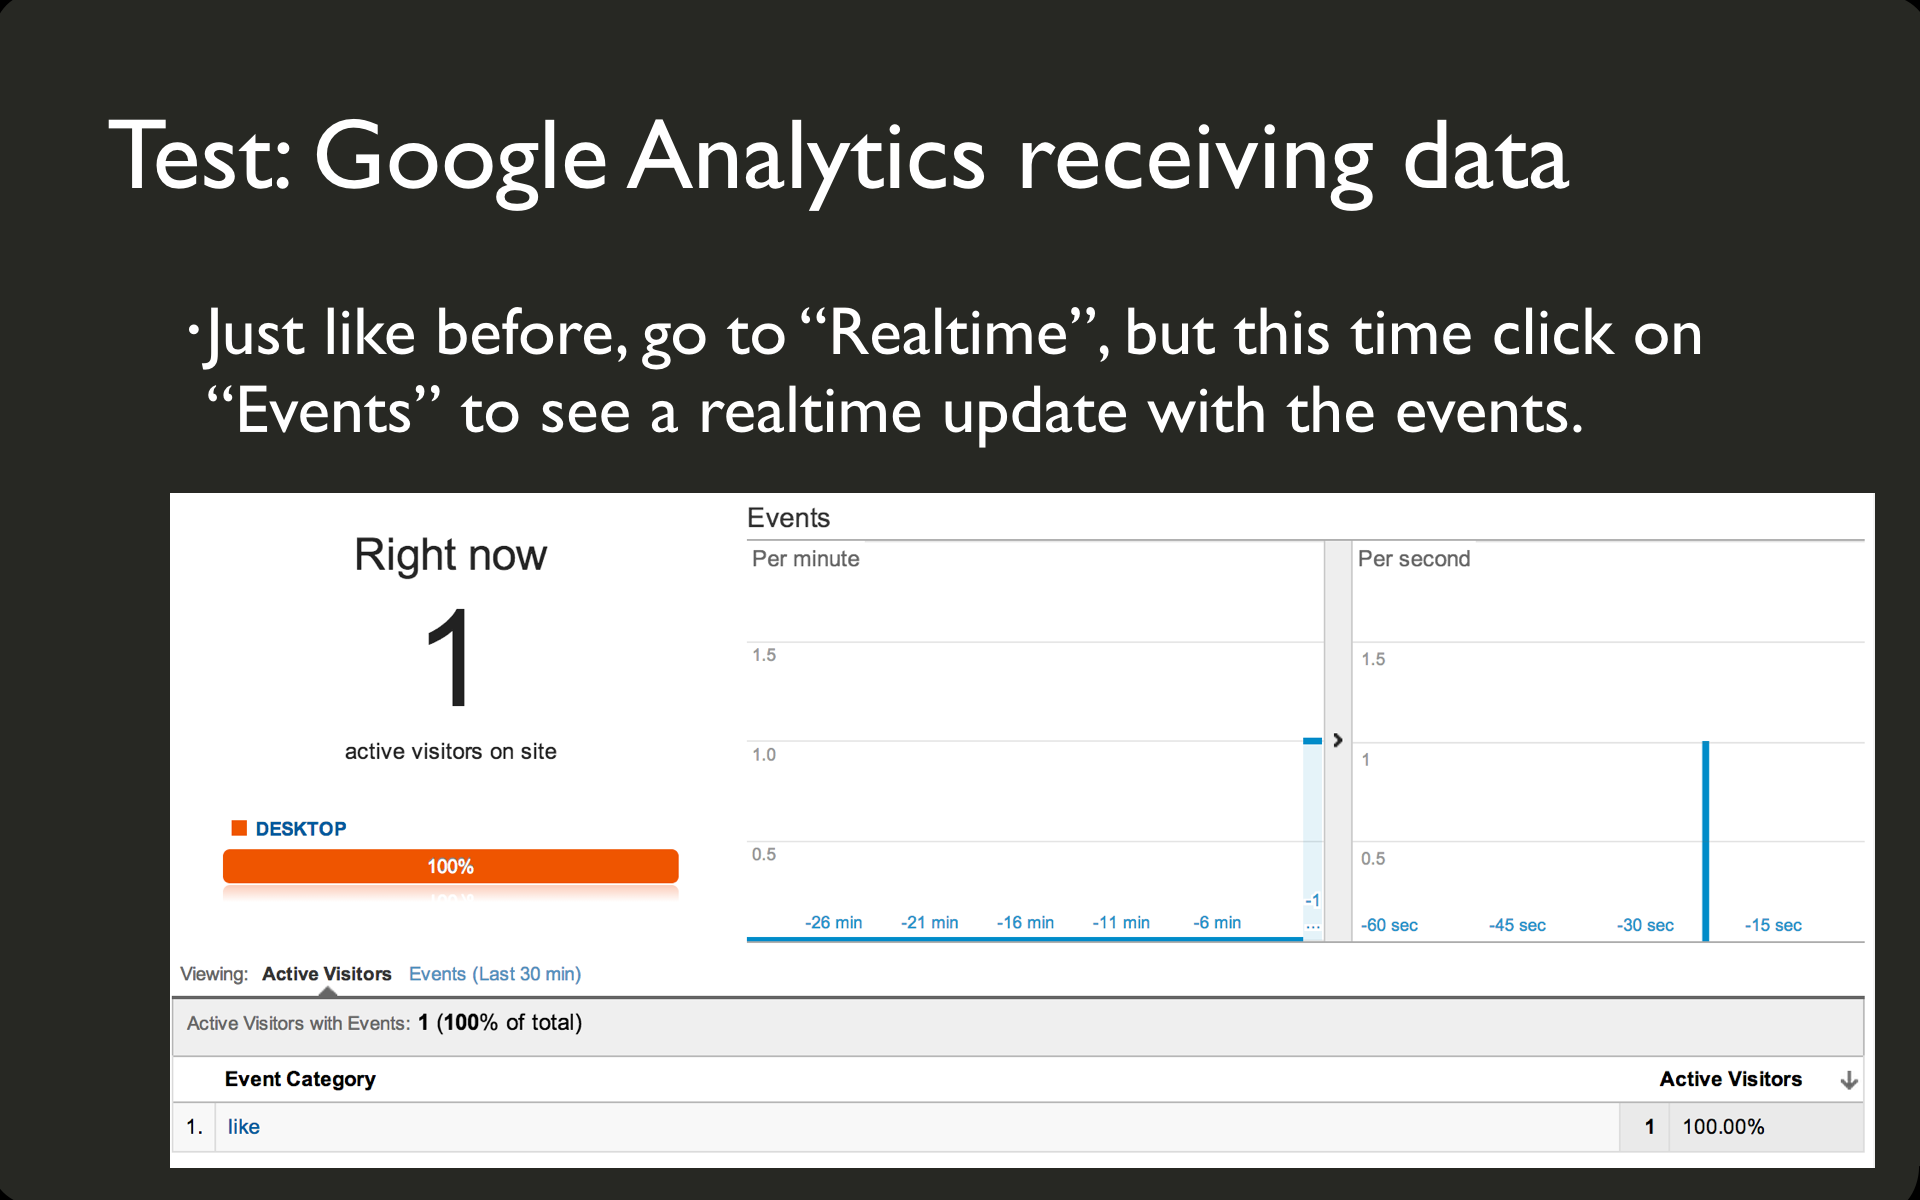 Test: Google Analytics receiving data
•Just like before, go to “Realtime”, but this time click on
“Events” to see a realtime update with the events.
Right now
1
active visitors on site
DESKTOP
100%
Events
Per minute
1.5
1.0
0.5
-26 min -21 min -16 min -11 min -6 min -1 ...
Per second
1.5
1
0.5
-60 sec -45 sec -30 sec -15 sec
Viewing: Active Visitors Events (Last 30 min)
Active Visitors with Events: 1 (100% of total)
Event Category Active Visitors
1. like 1 100.00%